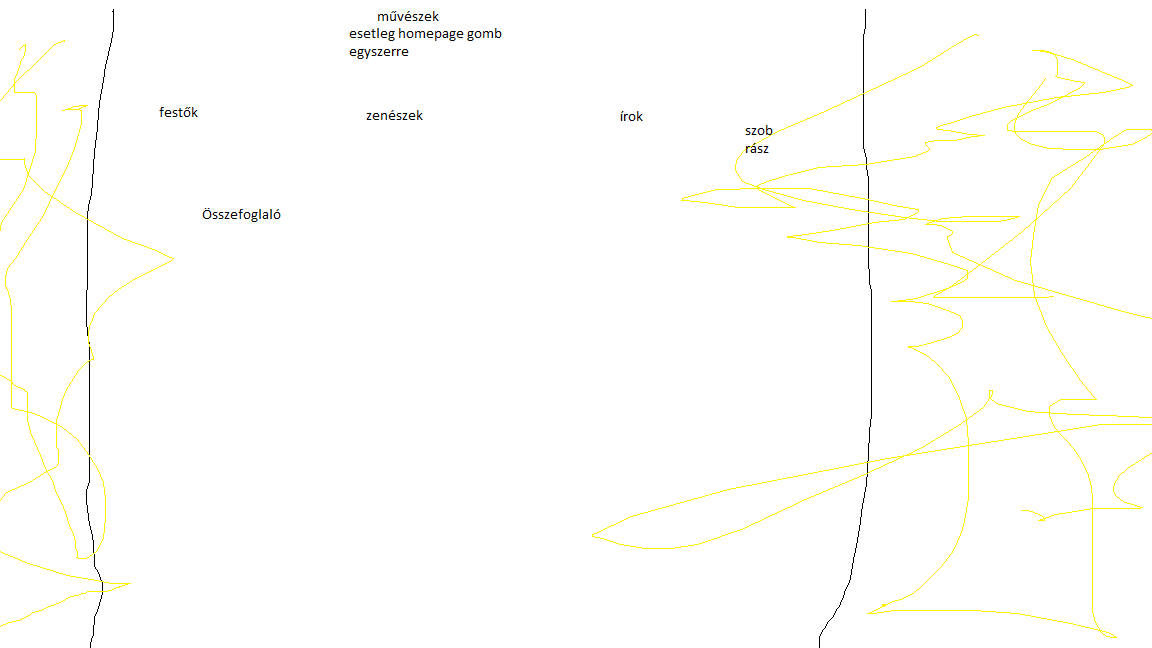 művészek
esetleg homepage gomb
egyszerre
festők
zenészek
írok
szob
rász
Összefoglaló